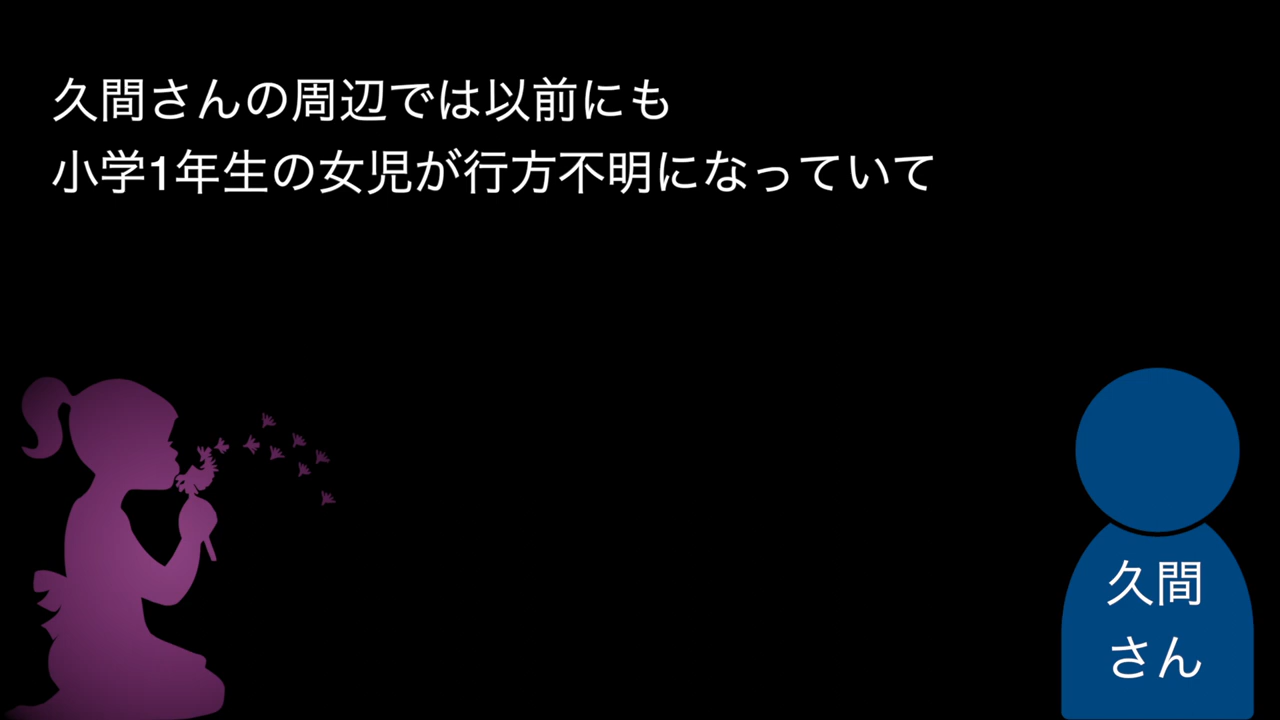 久間さんの周辺では以前にも
小学1年生の女児が行方不明になっていて
久間
さん